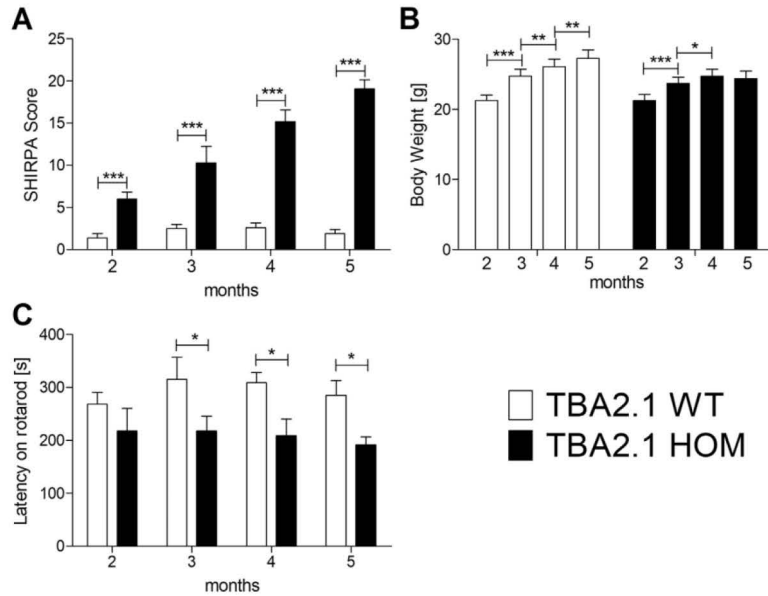 A
SHIRPA Score
25
20
15
10
5
0
***
***
***
***
2 3 4 5
months
B
Body Weight [g]
30
20
10
0
*** ** ** *** *
2 3 4 5 2 3 4 5
months
C
Latency on rotarod [s]
400
300
200
100
0
* * *
2 3 4 5
months
TBA2.1 WT
TBA2.1 HOM